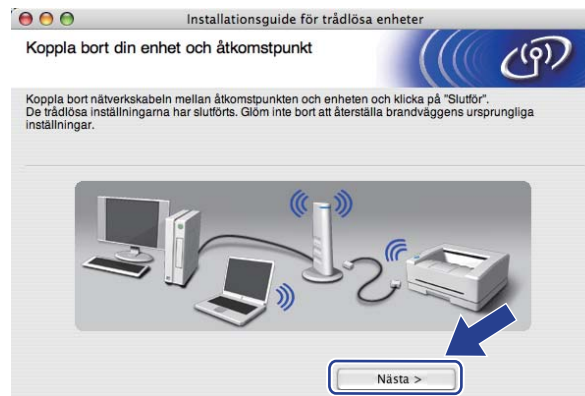 Installationsguide för trådlösa enheter
Koppla bort din enhet och åtkomstpunkt
Koppla bort nätverkskabeln mellan åtkomstpunkten och enheten och klicka på "Slutför".
De trådlösa inställningarna har slutförts. Glöm inte bort att återställa brandväggens ursprungliga
inställningar.
Nästa >